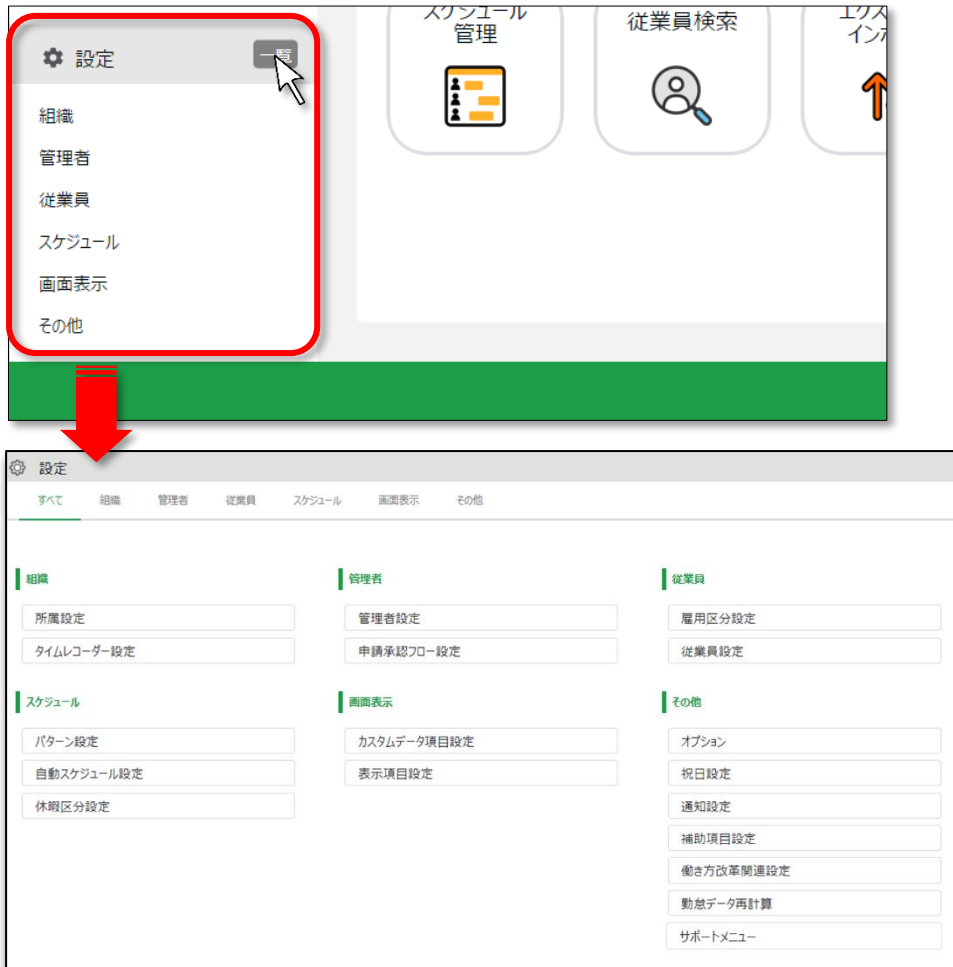 設定
一覧
組織
管理者
従業員
スケジュール
画面表示
その他
スケジュール
管理
従業員検索
設定
すべて 組織 管理者 従業員 スケジュール 画面表示 その他
組織
所属設定
タイムレコーダー設定
管理者
管理者設定
申請承認フロー設定
従業員
雇用区分設定
従業員設定
スケジュール
パターン設定
自動スケジュール設定
休暇区分設定
画面表示
カスタムデータ項目設定
表示項目設定
その他
オプション
祝日設定
通知設定
補助項目設定
働き方改革関連設定
勤怠データ再計算
サポートメニュー